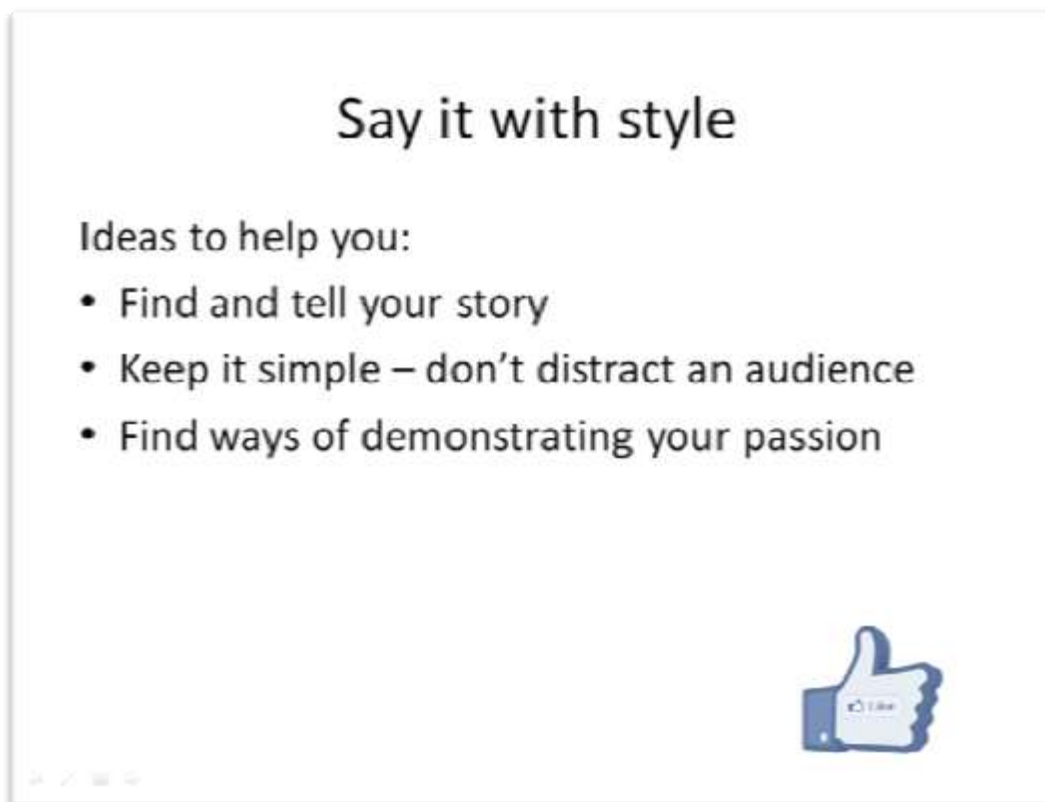 Say it with style
Ideas to help you:
• Find and tell your story
• Keep it simple – don’t distract an audience
• Find ways of demonstrating your passion
Like